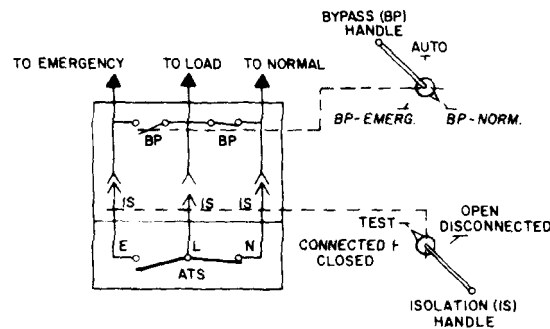 BYPASS (BP)
HANDLE
AUTO
TO EMERGENCY
TO LOAD
TO NORMAL
BP-EMERG.
BP-NORM.
BP
BP
IS
IS
IS
TEST
OPEN
DISCONNECTED
CONNECTED
CLOSED
E
L
N
ATS
ISOLATION (IS)
HANDLE